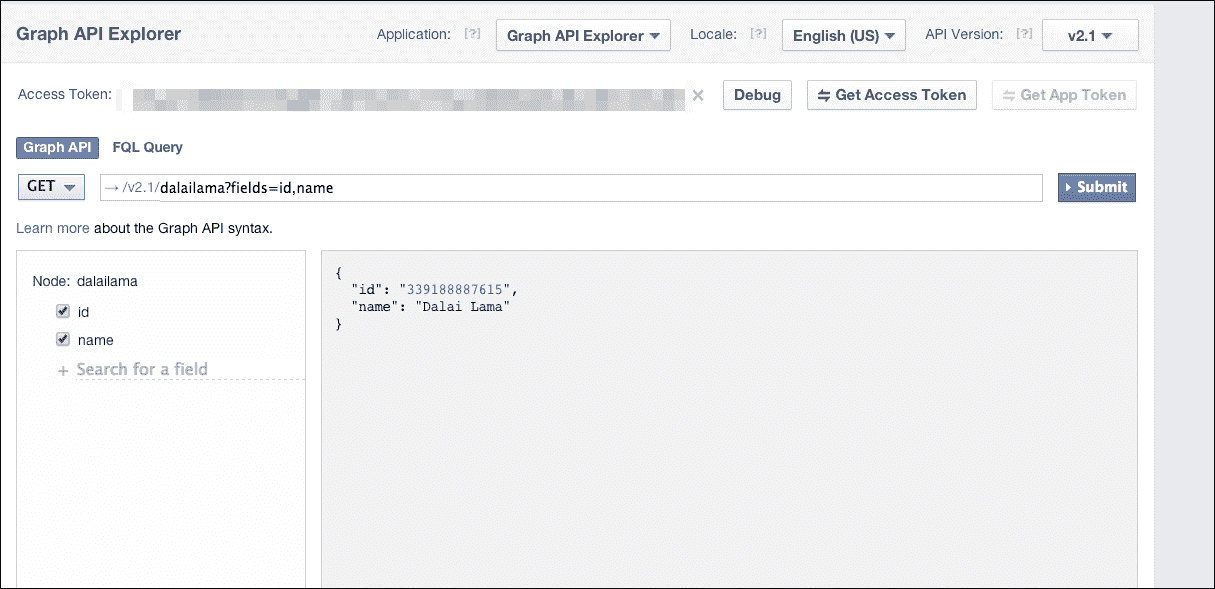 Graph API Explorer Application: [?] Graph API Explorer Locale: [?] English (US) API Version: [?] v2.1
Access Token: × Debug Get Access Token Get App Token
Graph API FQL Query
GET → /v2.1/dalailama?fields=id,name Submit
Learn more about the Graph API syntax.
Node: dalailama
id
name
+ Search for a field
{
"id": "339188887615",
"name": "Dalai Lama"
}